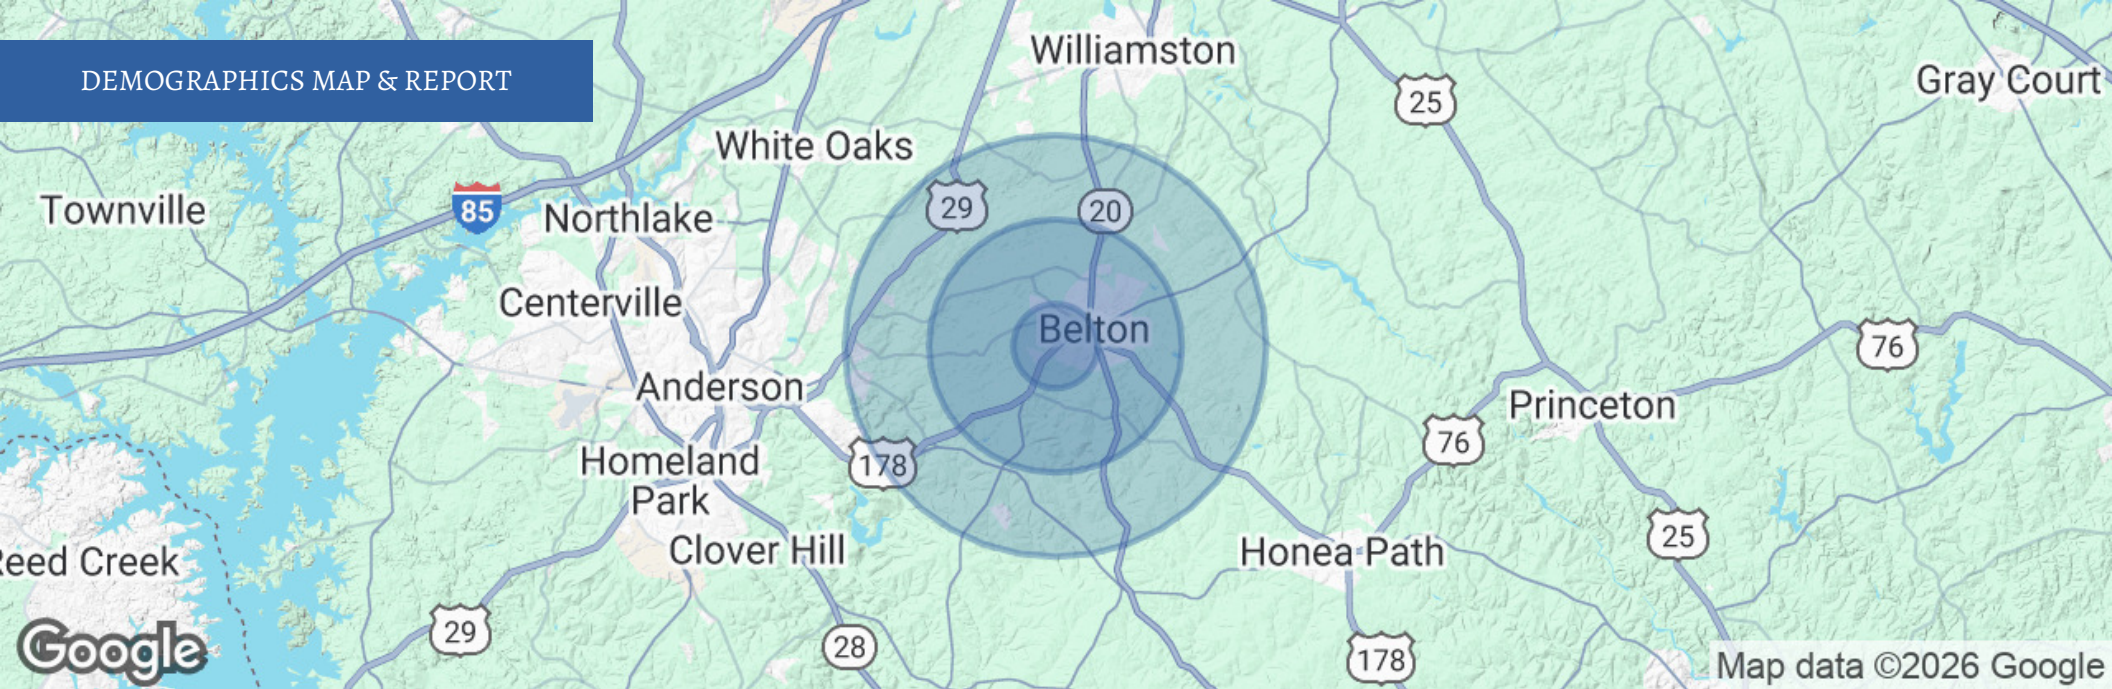 Williamston
DEMOGRAPHICS MAP & REPORT
Gray Court
25
White Oaks
Townville
85
Northlake
29
20
Centerville
Belton
76
Anderson
Princeton
76
178
Homeland
Park
25
Clover Hill
Honea Path
Reed Creek
29
28
178
Google
Map data ©2026 Google